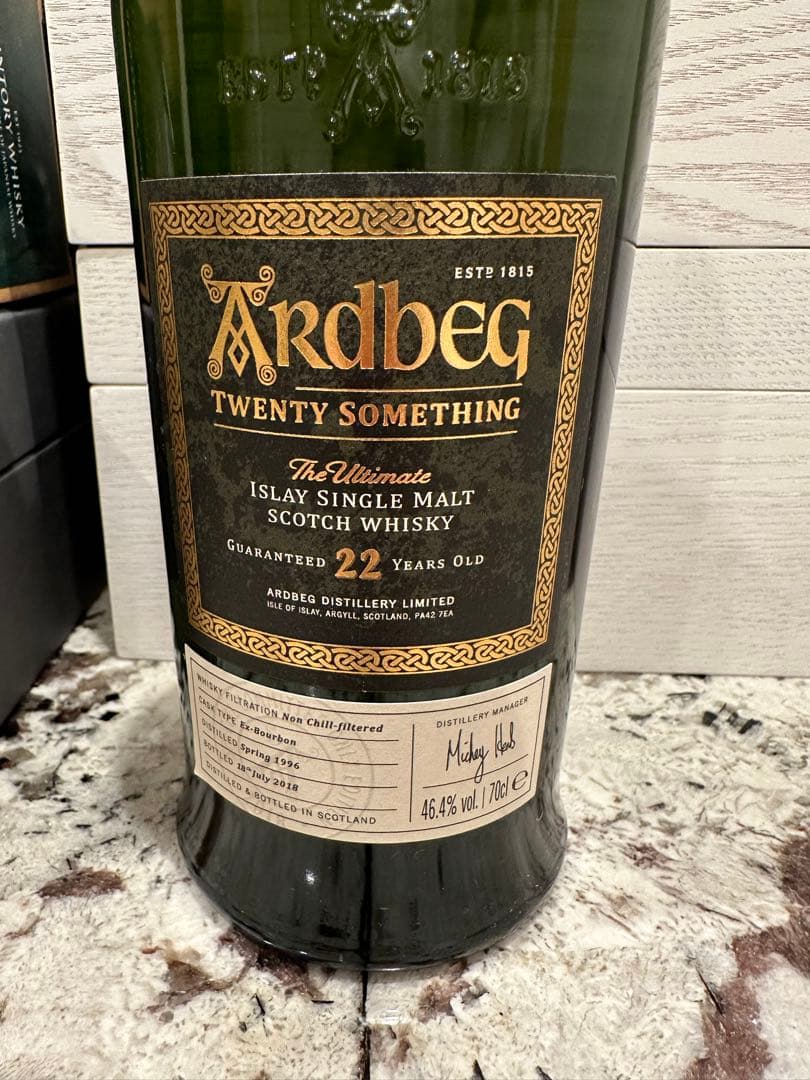 ESTD 1815
NTORY WHISKY
ESTD 1815
Ardbeg
TWENTY SOMETHING
The Ultimate
ISLAY SINGLE MALT
SCOTCH WHISKY
GUARANTEED 22 YEARS OLD
ARDBEG DISTILLERY LIMITED
ISLE OF ISLAY, ARGYLL, SCOTLAND, PA42 7EA
WHISKY FILTRATION Non Chill-filtered
CASK TYPE Ex-Bourbon
DISTILLED Spring 1996
BOTTLED 18th July 2018
DISTILLED & BOTTLED IN SCOTLAND
DISTILLERY MANAGER
46.4% vol. | 70cl e